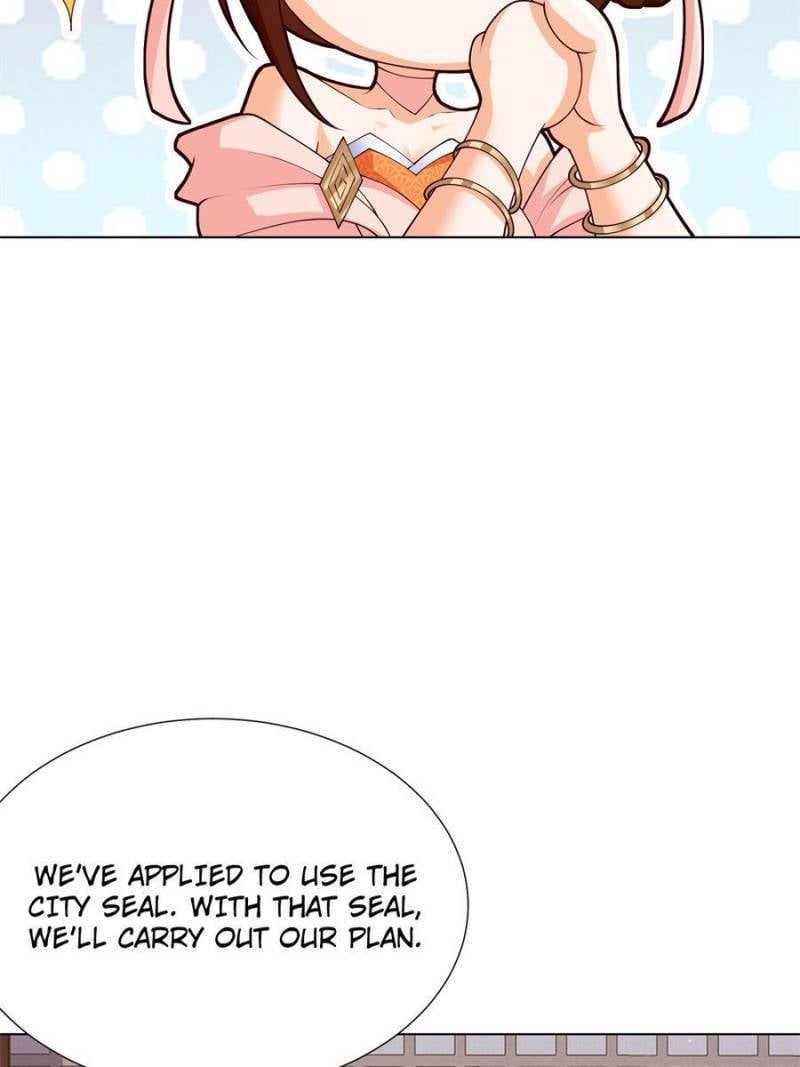 WE'VE APPLIED TO USE THE
CITY SEAL. WITH THAT SEAL,
WE'LL CARRY OUT OUR PLAN.